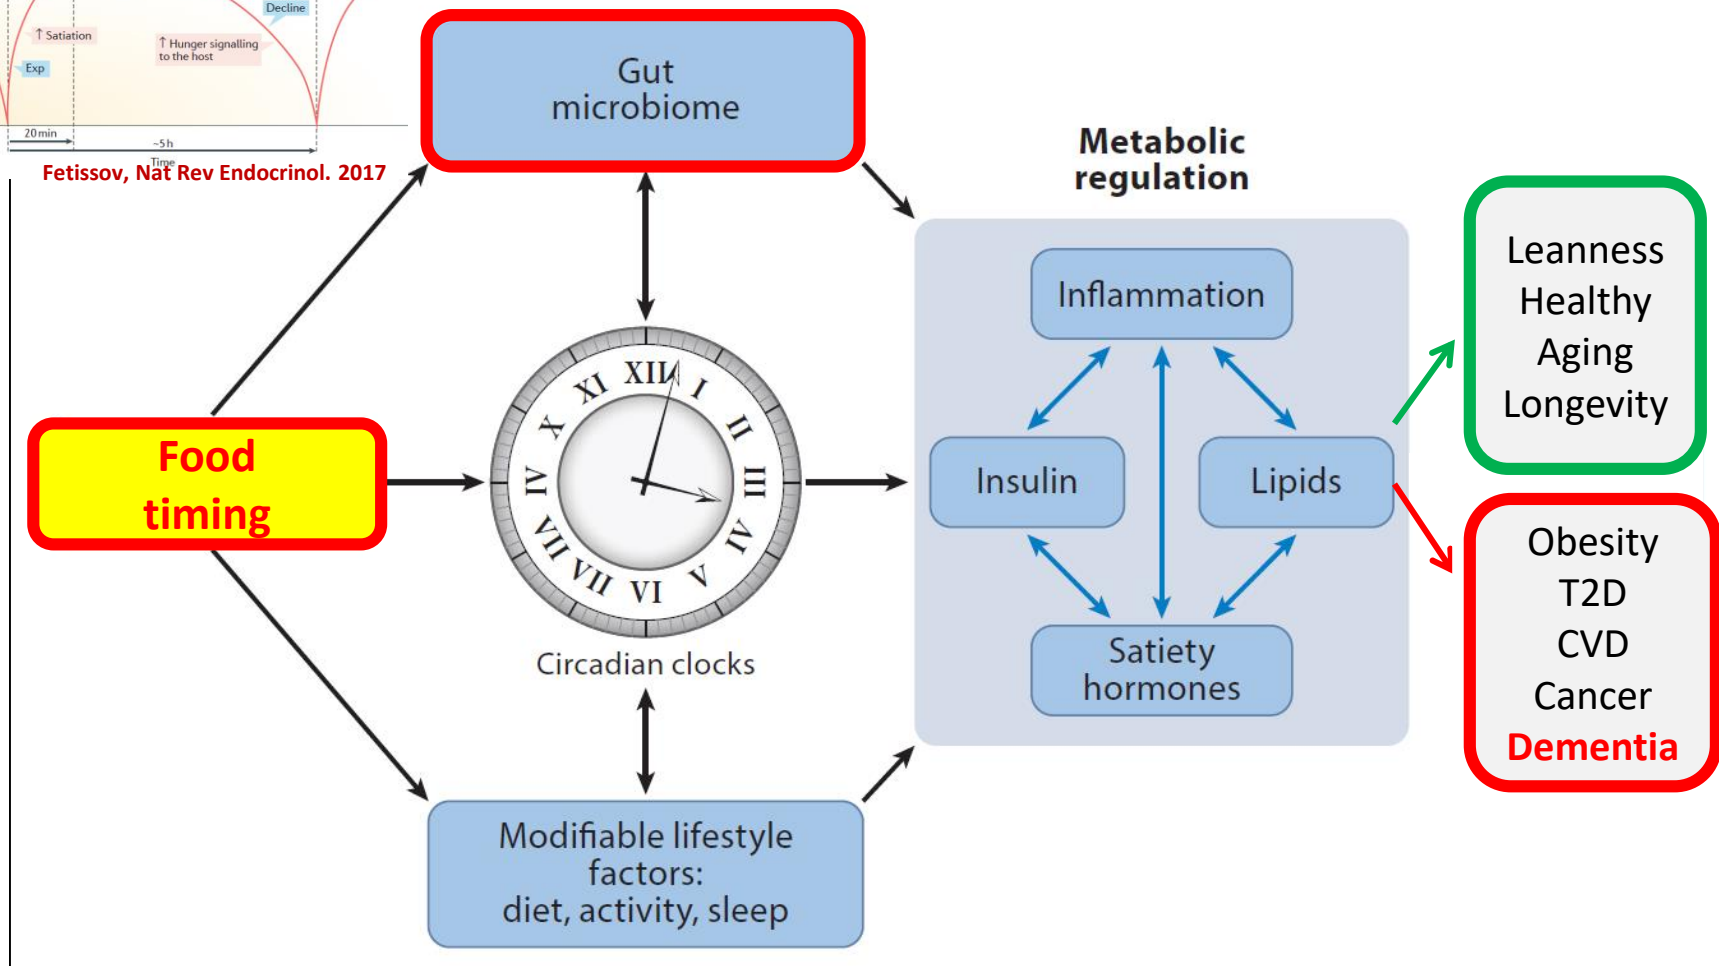 Decline
↑ Satiation
↑ Hunger signalling
to the host
Exp
20 min
~5 h
Time
Fetissov, Nat Rev Endocrinol. 2017
Gut
microbiome
Food
timing
XII
I
II
III
IV
V
VI
VII
VII
IV
X
XI
Circadian clocks
Modifiable lifestyle
factors:
diet, activity, sleep
Metabolic
regulation
Inflammation
Insulin
Lipids
Satiety
hormones
Leanness
Healthy
Aging
Longevity
Obesity
T2D
CVD
Cancer
Dementia